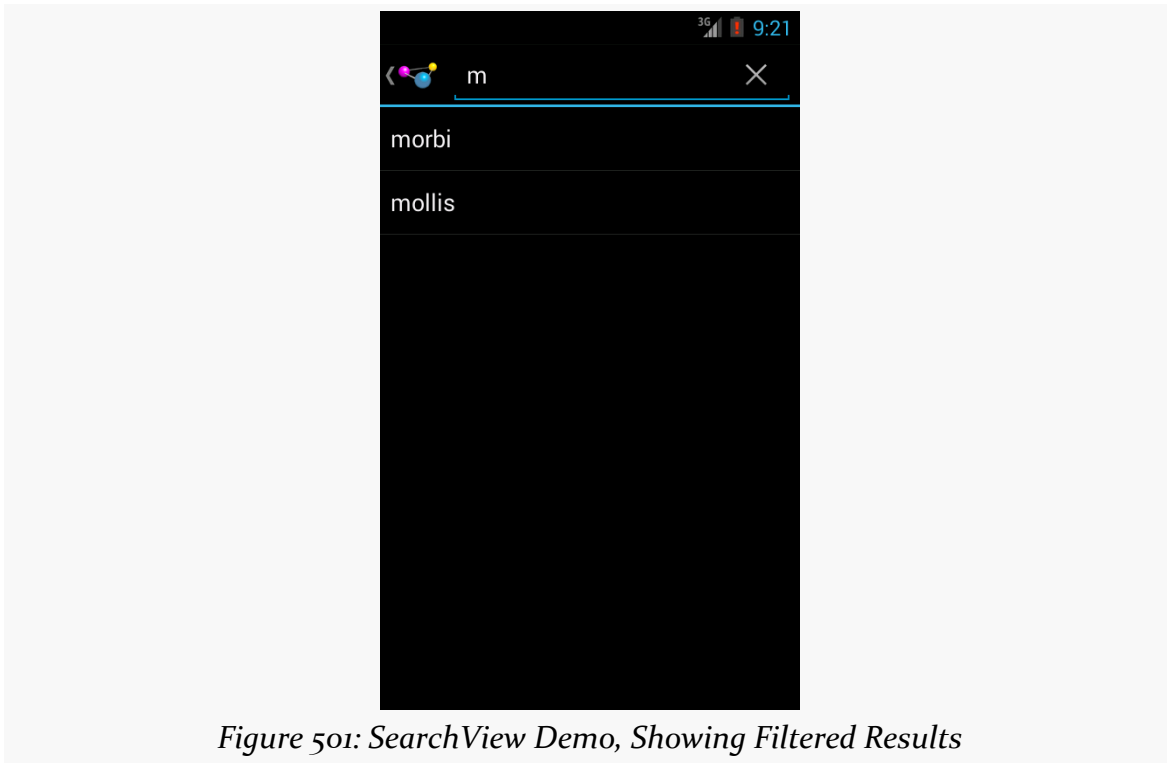 3G 9:21
m
morbi
mollis
Figure 501: SearchView Demo, Showing Filtered Results